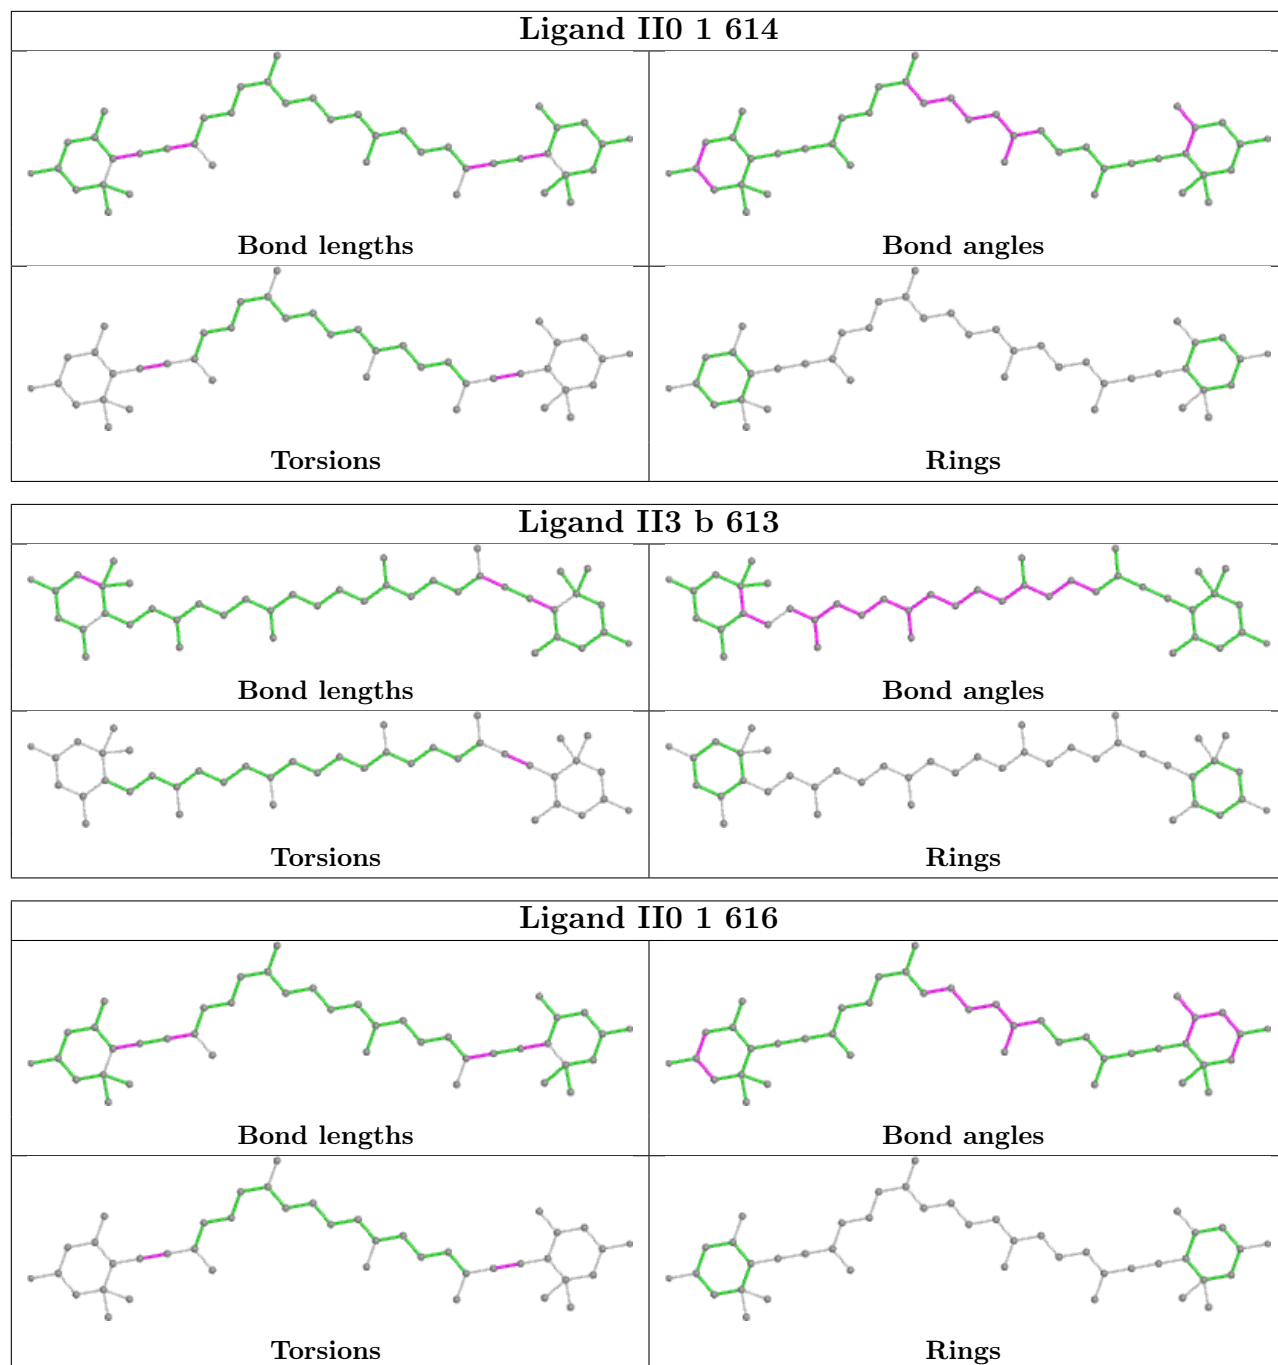 Ligand II0 1 614
Bond lengths
Bond angles
Torsions
Rings
Ligand II3 b 613
Bond lengths
Bond angles
Torsions
Rings
Ligand II0 1 616
Bond lengths
Bond angles
Torsions
Rings